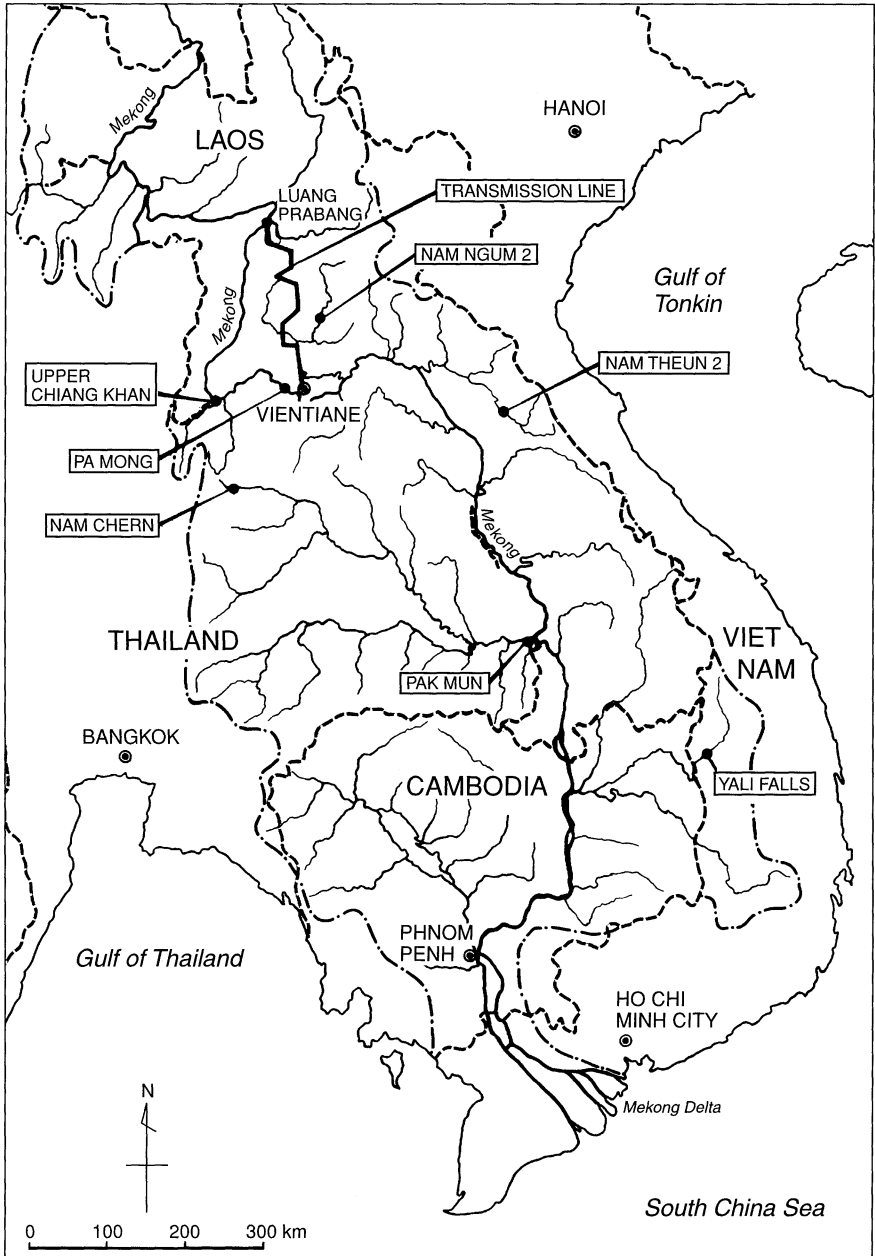 HANOI
Mekong
LAOS
LUANG
PRABANG
TRANSMISSION LINE
NAM NGUM 2
Gulf of
Tonkin
Mekong
UPPER
CHIANG KHAN
NAM THEUN 2
VIENTIANE
PA MONG
NAM CHERN
Mekong
THAILAND
VIET
NAM
PAK MUN
BANGKOK
CAMBODIA
YALI FALLS
PHNOM
PENH
Gulf of Thailand
HO CHI
MINH CITY
N
Mekong Delta
South China Sea
0 100 200 300 km